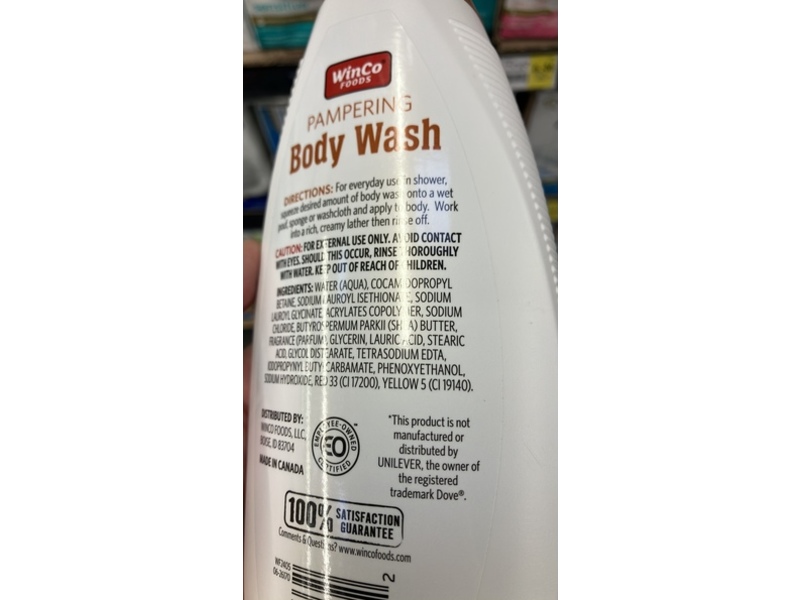 WinCo
FOODS
PAMPERING
Body Wash
DIRECTIONS: For everyday use in shower,
squeeze desired amount of body wash onto a wet
pouf, sponge or washcloth and apply to body. Work
into a rich, creamy lather then rinse off.
CAUTION: FOR EXTERNAL USE ONLY. AVOID CONTACT
WITH EYES. SHOULD THIS OCCUR, RINSE THOROUGHLY
WITH WATER. KEEP OUT OF REACH OF CHILDREN.
INGREDIENTS: WATER (AQUA), COCAMIDOPROPYL
BETAINE, SODIUM LAUROYL ISETHIONATE, SODIUM
LAUROYL GLYCINATE, ACRYLATES COPOLYMER, SODIUM
CHLORIDE, BUTYROSPERMUM PARKII (SHEA) BUTTER,
FRAGRANCE (PARFUM), GLYCERIN, LAURIC ACID, STEARIC
ACID, GLYCOL DISTEARATE, TETRASODIUM EDTA,
IODOPROPYNYL BUTYLCARBAMATE, PHENOXYETHANOL,
SODIUM HYDROXIDE, RED 33 (CI 17200), YELLOW 5 (CI 19140).
DISTRIBUTED BY:
WINCO FOODS, LLC,
BOISE, ID 83704
MADE IN CANADA
EMPLOYEE-OWNED
EO
CERTIFIED
*This product is not
manufactured or
distributed by
UNILEVER, the owner of
the registered
trademark Dove®.
100% SATISFACTION
GUARANTEE
Comments & Questions? www.wincofoods.com
WF2405
06-2607D
2